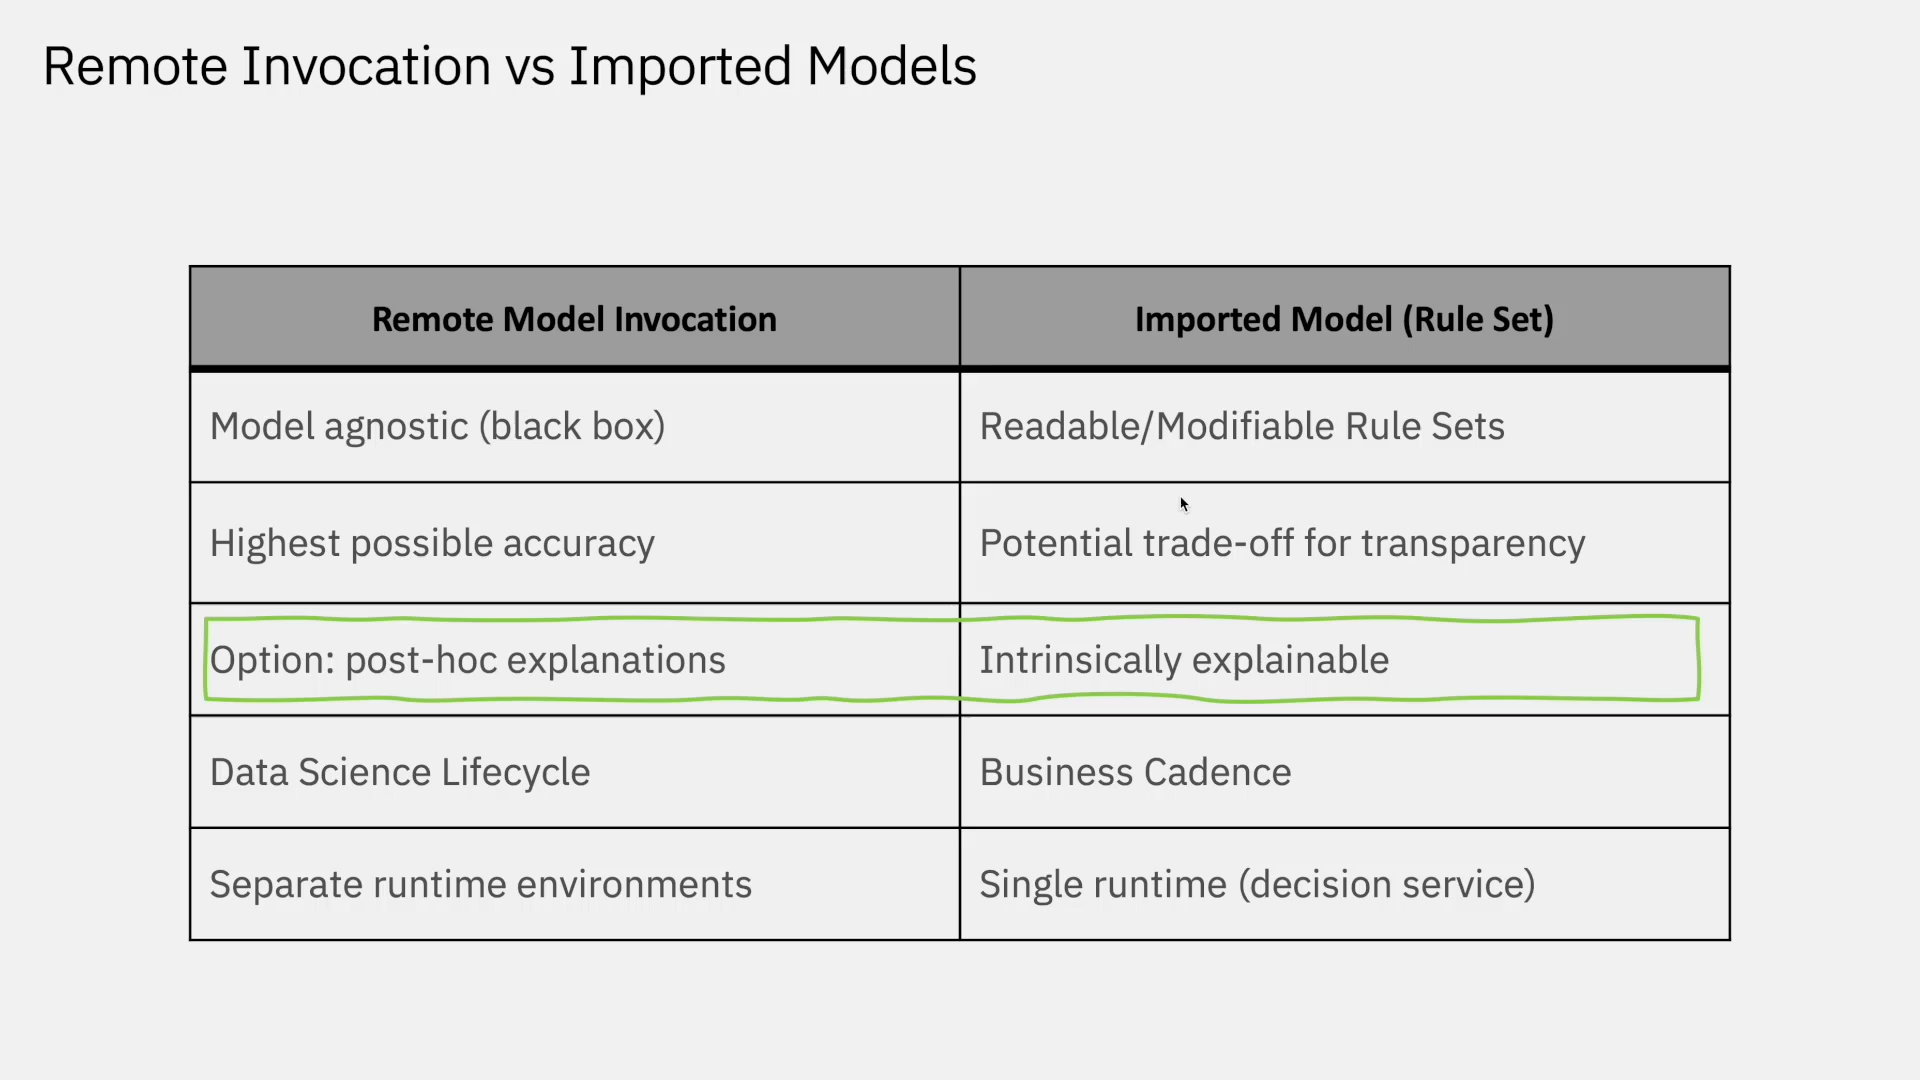 Remote Invocation vs Imported Models
Remote Model Invocation
Imported Model (Rule Set)
Model agnostic (black box)
Readable/Modifiable Rule Sets
Highest possible accuracy
Potential trade-off for transparency
Option: post-hoc explanations
Intrinsically explainable
Data Science Lifecycle
Business Cadence
Separate runtime environments
Single runtime (decision service)